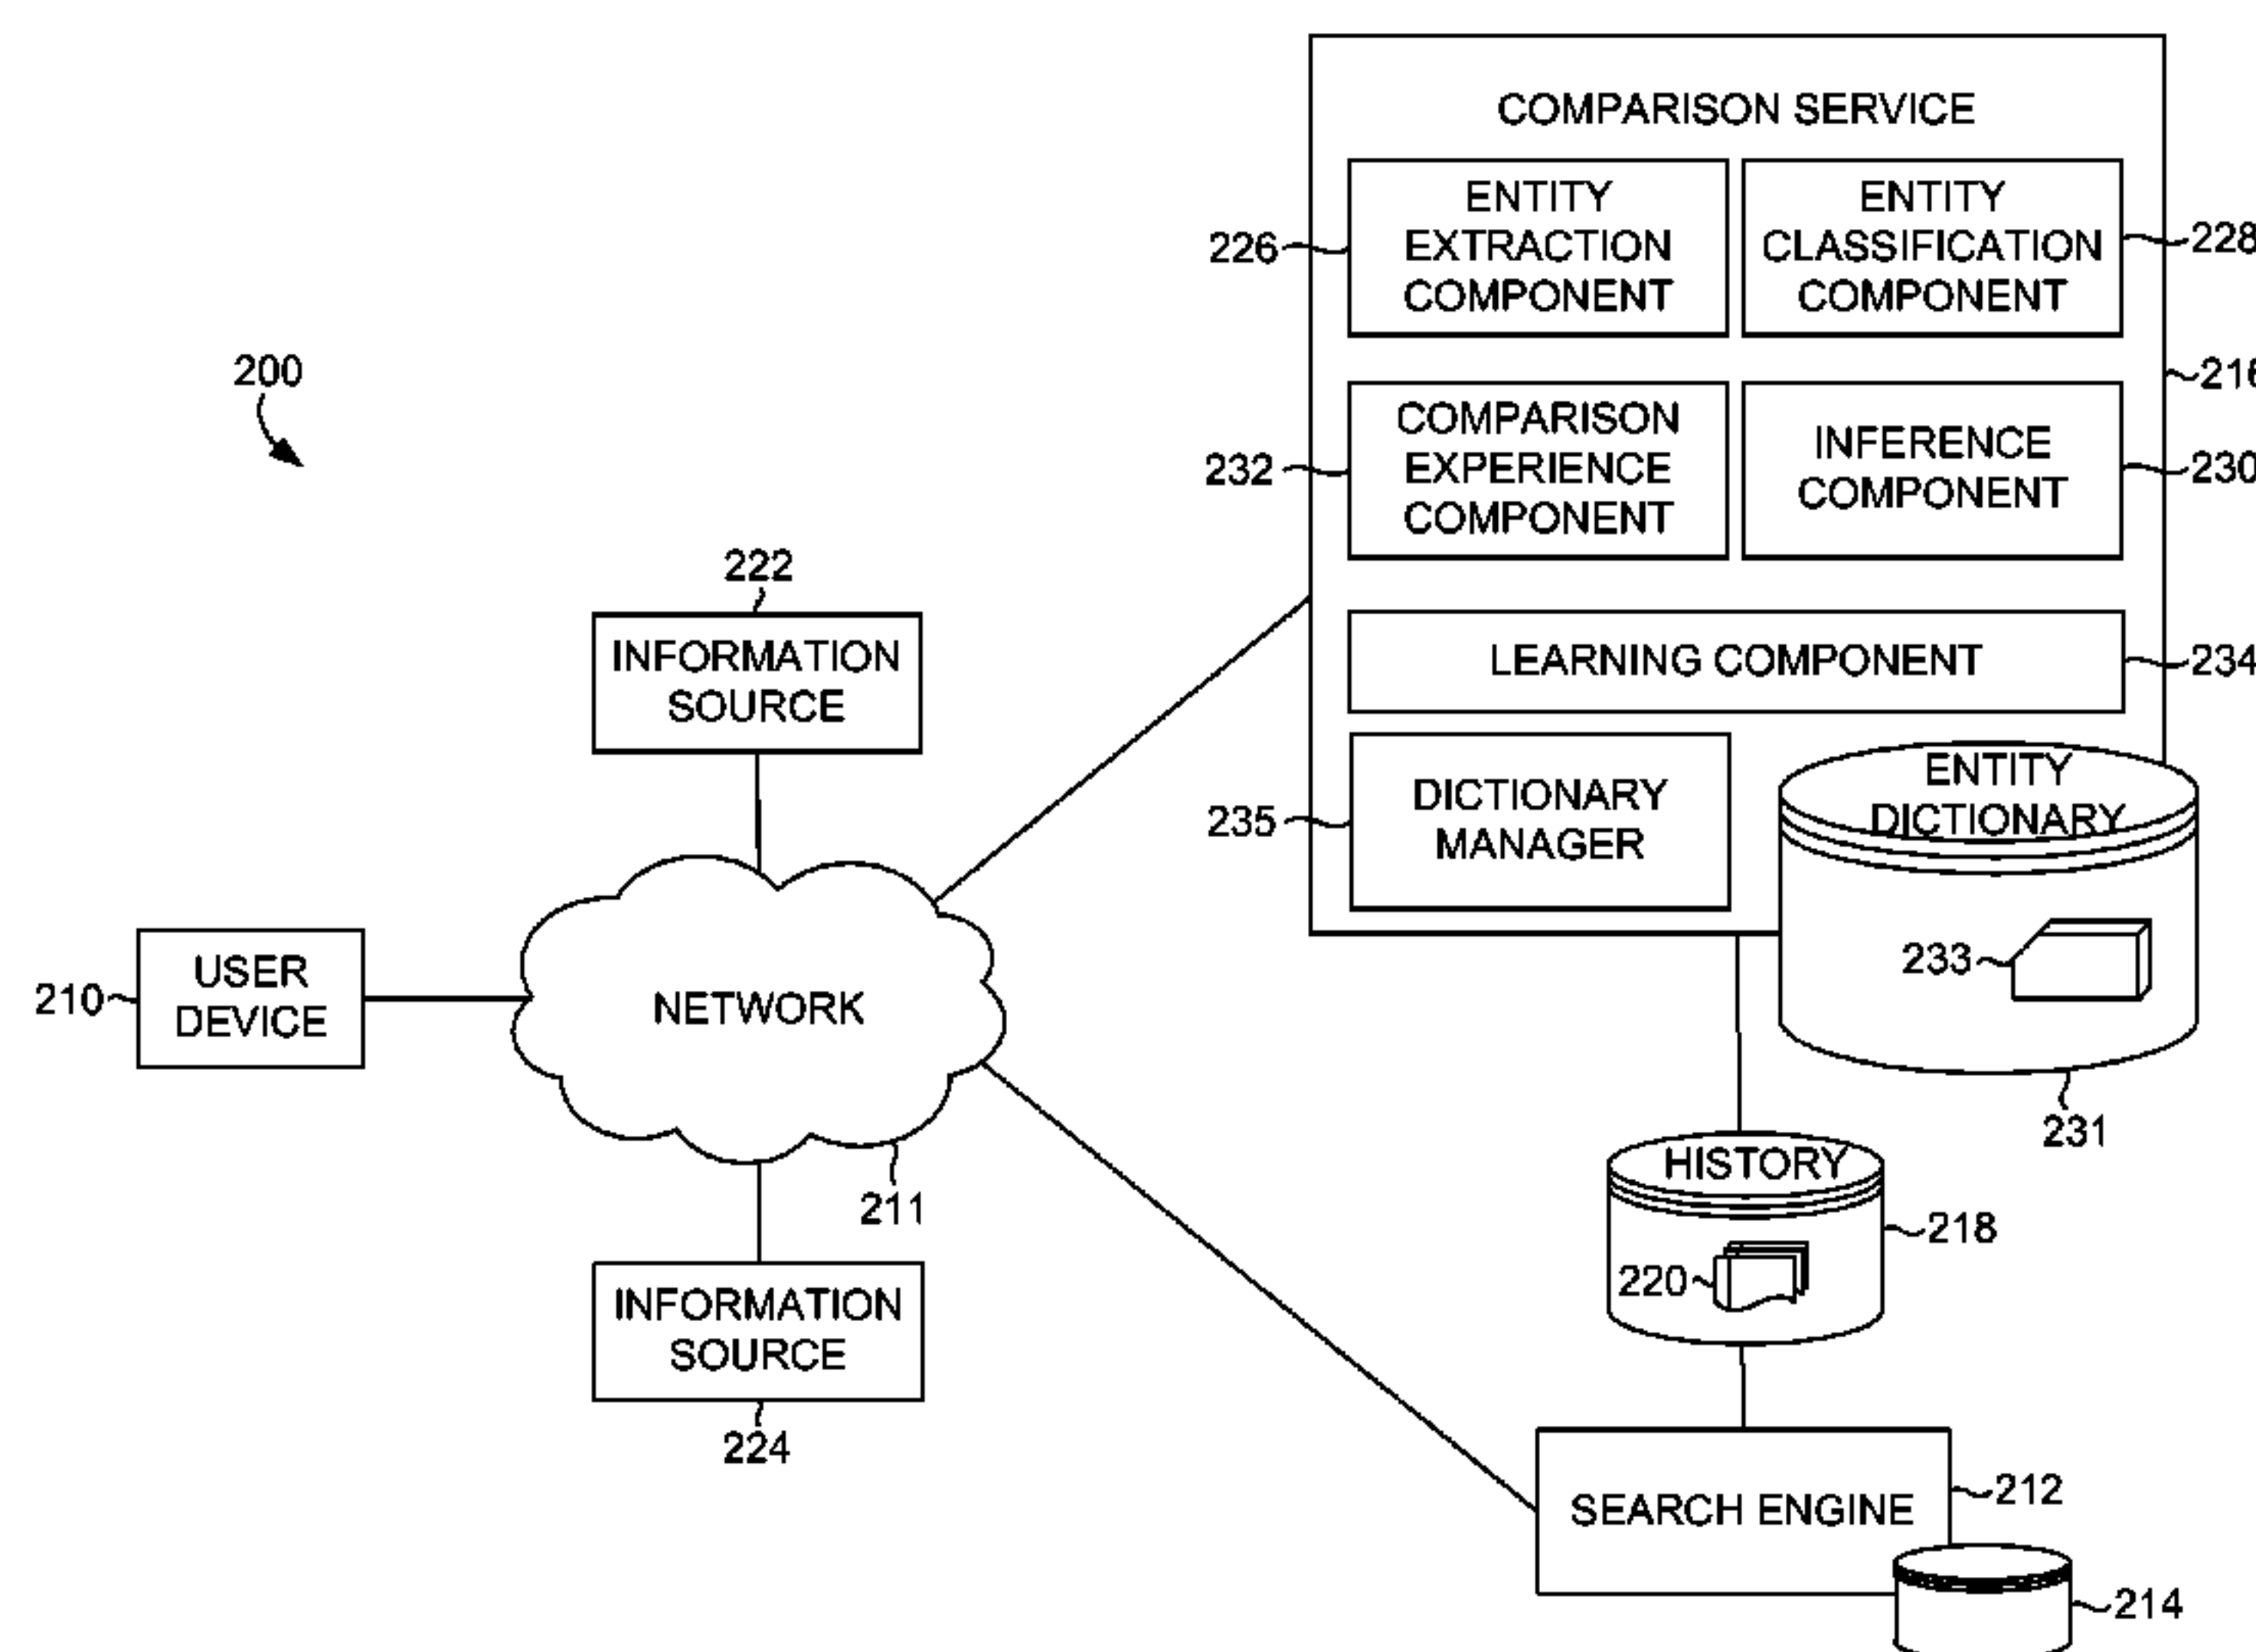 COMPARISON SERVICE
ENTITY
EXTRACTION
COMPONENT
226
ENTITY
CLASSIFICATION
COMPONENT
228
200
216
COMPARISON
EXPERIENCE
COMPONENT
232
INFERENCE
COMPONENT
230
222
INFORMATION
SOURCE
LEARNING COMPONENT
234
235
DICTIONARY
MANAGER
ENTITY
DICTIONARY
233
231
210
USER
DEVICE
NETWORK
211
HISTORY
218
220
INFORMATION
SOURCE
224
SEARCH ENGINE
212
214